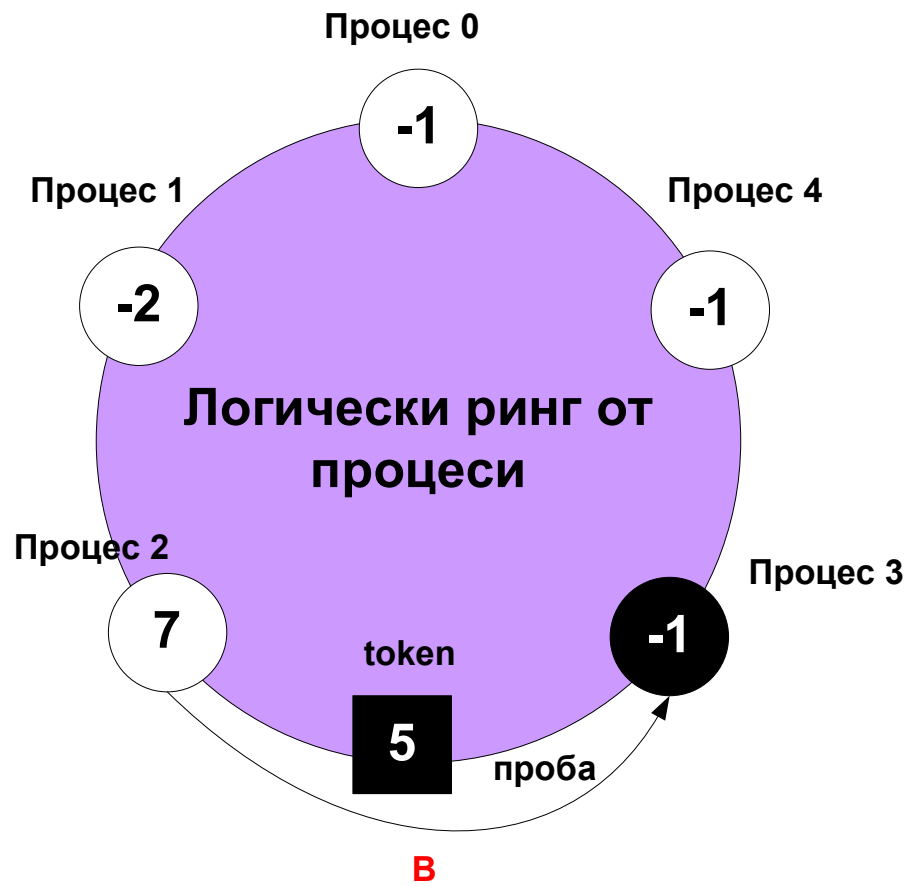 Процес 0
-1
Процес 1
Процес 4
-2
-1
Логически ринг от
процеси
Процес 2
Процес 3
7
-1
token
5
проба
В